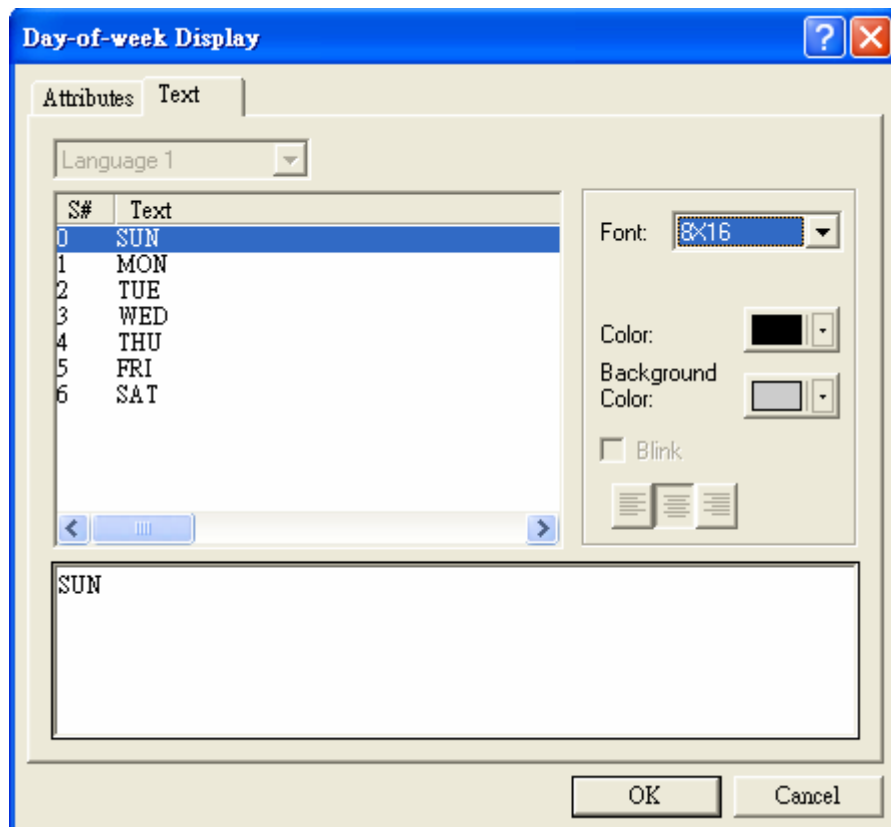 Day-of-week Display
Attributes Text
Language 1
S# Text
0 SUN
1 MON
2 TUE
3 WED
4 THU
5 FRI
6 SAT
Font: 8X16
Color:
Background
Color:
Blink
SUN
OK Cancel